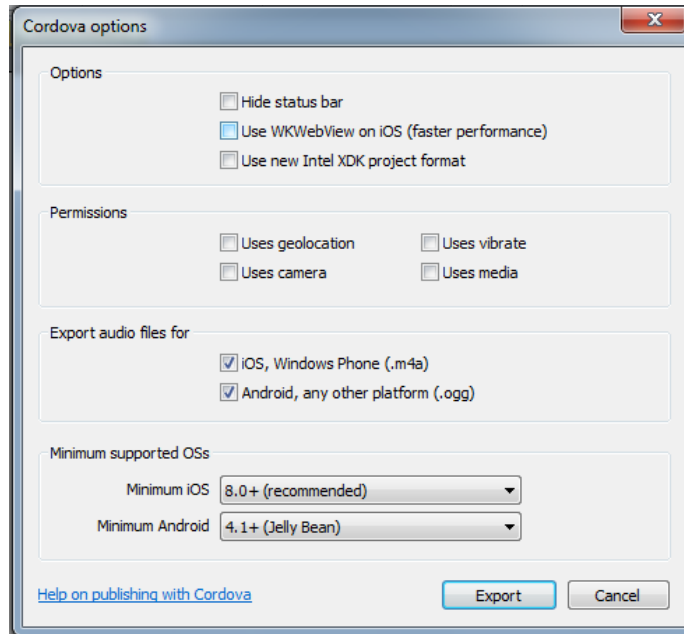 Cordova options
Options
Hide status bar
Use WKWebView on iOS (faster performance)
Use new Intel XDK project format
Permissions
Uses geolocation Uses vibrate
Uses camera Uses media
Export audio files for
iOS, Windows Phone (.m4a)
Android, any other platform (.ogg)
Minimum supported OSs
Minimum iOS 8.0+ (recommended)
Minimum Android 4.1+ (Jelly Bean)
Help on publishing with Cordova Export Cancel